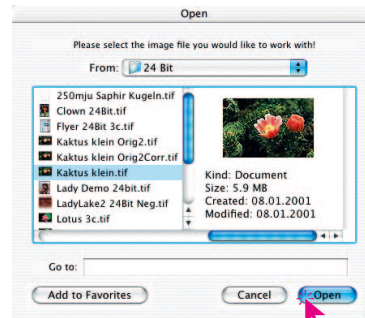 Open
Please select the image file you would like to work with!
From: 24 Bit
250mju Saphir Kugeln.tif
Clown 24Bit.tif
Flyer 24Bit 3c.tif
Kaktus klein Orig2.tif
Kaktus klein Orig2Corr.tif
Kaktus klein.tif
Lady Demo 24bit.tif
LadyLake2 24Bit Neg.tif
Lotus 3c.tif
Kind: Document
Size: 5.9 MB
Created: 08.01.2001
Modified: 08.01.2001
Go to:
Add to Favorites Cancel Open